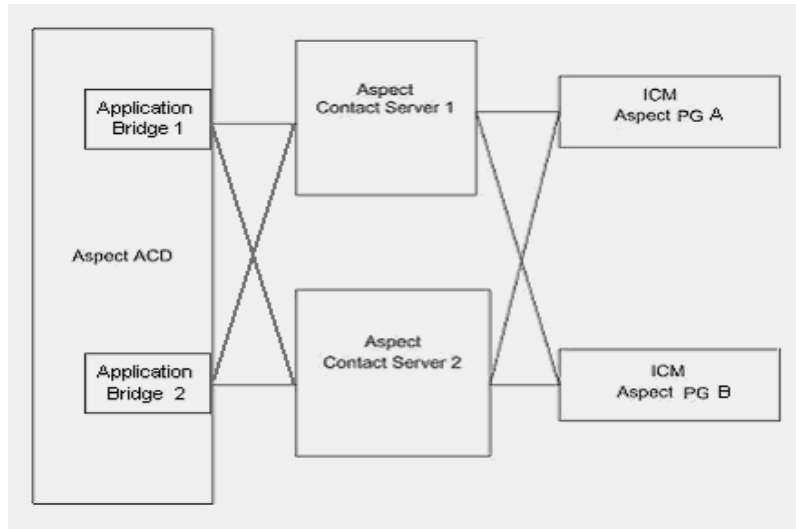 Application
Bridge 1
Aspect
Contact Server 1
ICM
Aspect PG A
Aspect ACD
Application
Bridge 2
Aspect
Contact Server 2
ICM
Aspect PG B